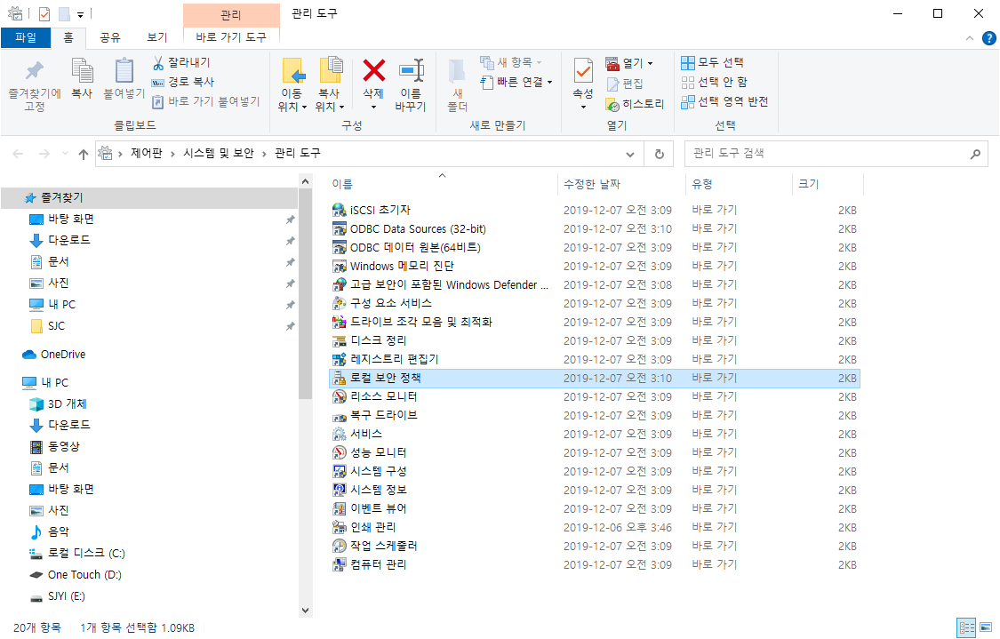 관리
관리 도구
파일
홈
공유
보기
바로 가기 도구
즐겨찾기에
고정
복사
붙여넣기
잘라내기
경로 복사
바로 가기 붙여넣기
클립보드
이동
위치
복사
위치
삭제
이름
바꾸기
구성
새
폴더
새 항목
빠른 연결
새로 만들기
속성
열기
편집
히스토리
열기
모두 선택
선택 안 함
선택 영역 반전
선택
제어판 › 시스템 및 보안 › 관리 도구
관리 도구 검색
즐겨찾기
바탕 화면
다운로드
문서
사진
내 PC
SJC
OneDrive
내 PC
3D 개체
다운로드
동영상
문서
바탕 화면
사진
음악
로컬 디스크 (C:)
One Touch (D:)
SJYI (E:)
이름 수정한 날짜 유형 크기
iSCSI 초기자 2019-12-07 오전 3:09 바로 가기 2KB
ODBC Data Sources (32-bit) 2019-12-07 오전 3:10 바로 가기 2KB
ODBC 데이터 원본(64비트) 2019-12-07 오전 3:09 바로 가기 2KB
Windows 메모리 진단 2019-12-07 오전 3:09 바로 가기 2KB
고급 보안이 포함된 Windows Defender ... 2019-12-07 오전 3:08 바로 가기 2KB
구성 요소 서비스 2019-12-07 오전 3:09 바로 가기 2KB
드라이브 조각 모음 및 최적화 2019-12-07 오전 3:09 바로 가기 2KB
디스크 정리 2019-12-07 오전 3:09 바로 가기 2KB
레지스트리 편집기 2019-12-07 오전 3:09 바로 가기 2KB
로컬 보안 정책 2019-12-07 오전 3:10 바로 가기 2KB
리소스 모니터 2019-12-07 오전 3:09 바로 가기 2KB
복구 드라이브 2019-12-07 오전 3:09 바로 가기 2KB
서비스 2019-12-07 오전 3:09 바로 가기 2KB
성능 모니터 2019-12-07 오전 3:09 바로 가기 2KB
시스템 구성 2019-12-07 오전 3:09 바로 가기 2KB
시스템 정보 2019-12-07 오전 3:09 바로 가기 2KB
이벤트 뷰어 2019-12-07 오전 3:09 바로 가기 2KB
인쇄 관리 2019-12-06 오후 3:46 바로 가기 2KB
작업 스케줄러 2019-12-07 오전 3:09 바로 가기 2KB
컴퓨터 관리 2019-12-07 오전 3:09 바로 가기 2KB
20개 항목 1개 항목 선택함 1.09KB